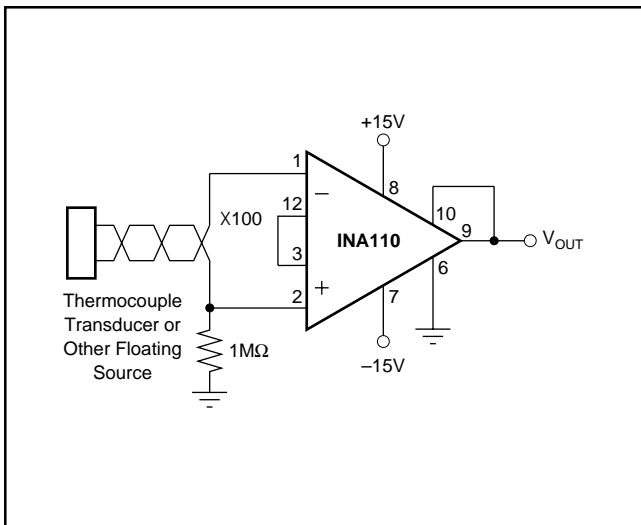 +15V
1
8
–
12
X100
10
INA110
9
VOUT
3
6
+
2
7
Thermocouple
Transducer or
Other Floating
Source
1MΩ
–15V